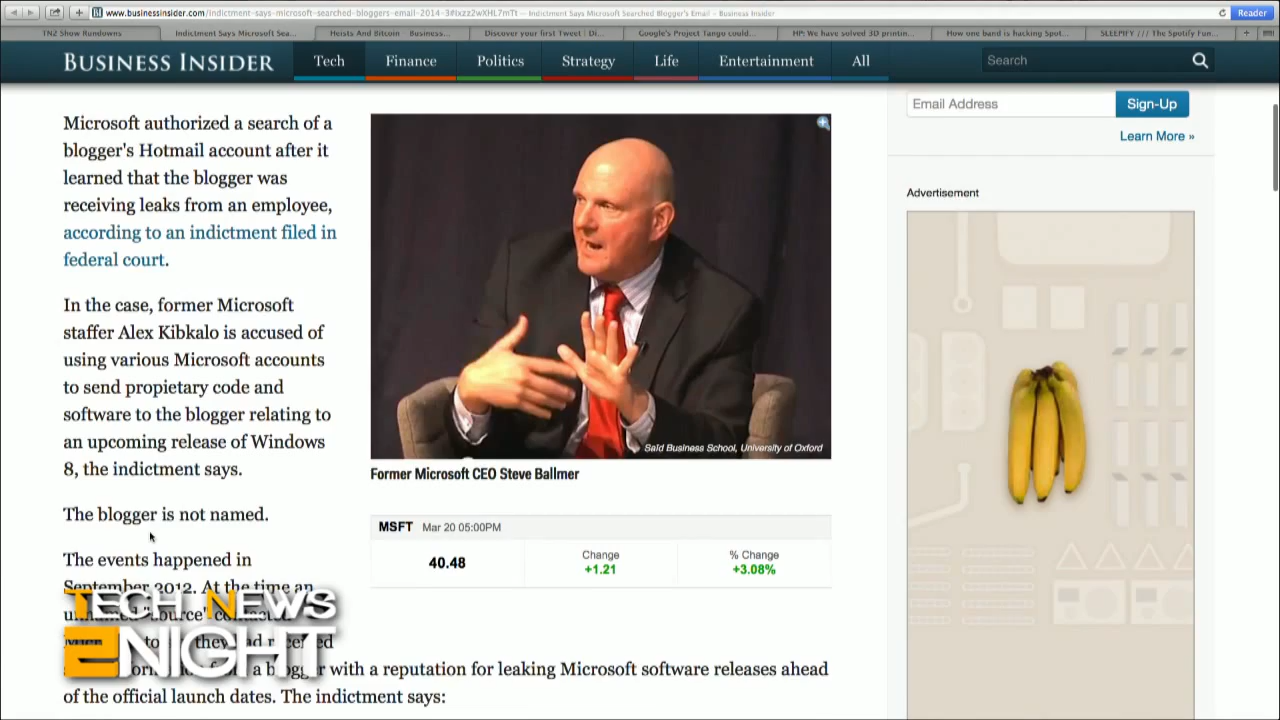 www.businessinsider.com/indictment-says-microsoft-searched-bloggers-email-2014-3#ixzz2wXHL7mTt — Indictment Says Microsoft Searched Blogger's Email – Business Insider
Reader
TN2 Show Rundowns
Indictment Says Microsoft Sea...
Heists And Bitcoin – Business...
Discover your first Tweet | Di...
Google's Project Tango could...
HP: We have solved 3D printin...
How one band is hacking Spot...
SLEEPIFY /// The Spotify Fun...
BUSINESS INSIDER
Tech
Finance
Politics
Strategy
Life
Entertainment
All
Search
Microsoft authorized a search of a
blogger's Hotmail account after it
learned that the blogger was
receiving leaks from an employee,
according to an indictment filed in
federal court.
In the case, former Microsoft
staffer Alex Kibkalo is accused of
using various Microsoft accounts
to send propietary code and
software to the blogger relating to
an upcoming release of Windows
8, the indictment says.
The blogger is not named.
The events happened in
September 2012. At the time an
to they
a blogger with a reputation for leaking Microsoft software releases ahead
of the official launch dates. The indictment says:
Saïd Business School, University of Oxford
Former Microsoft CEO Steve Ballmer
MSFT Mar 20 05:00PM
40.48
Change
+1.21
% Change
+3.08%
Email Address
Sign-Up
Learn More »
Advertisement
TECH NEWS
2NIGHT